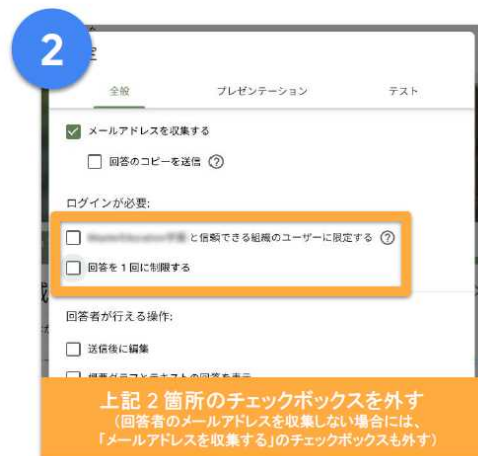 2
全般 プレゼンテーション テスト
メールアドレスを収集する
回答のコピーを送信 ?
ログインが必要:
と信頼できる組織のユーザーに限定する ?
回答を 1 回に制限する
回答者が行える操作:
送信後に編集
上記 2 箇所のチェックボックスを外す
(回答者のメールアドレスを収集しない場合には、
「メールアドレスを収集する」のチェックボックスも外す)